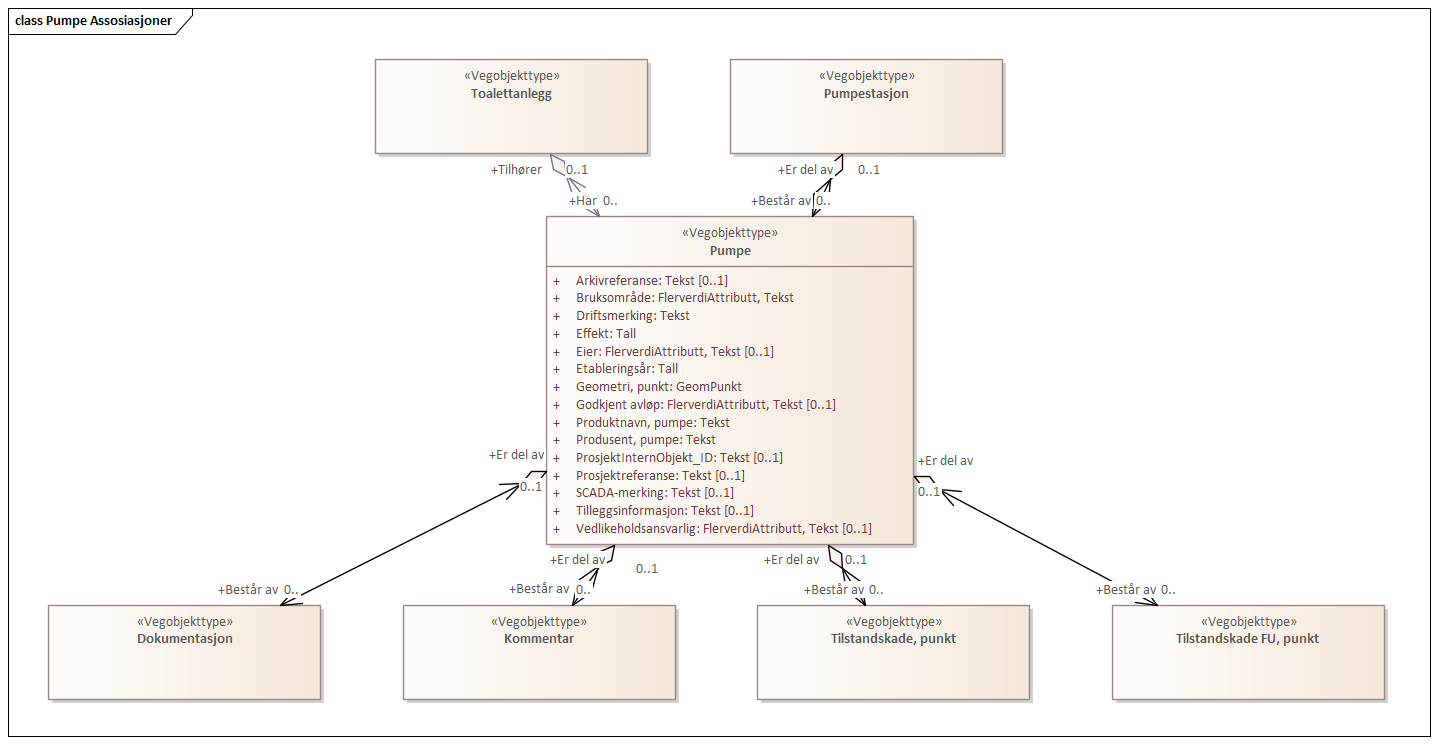 class Pumpe Assosiasjoner
«Vegobjekttype»
Toalettanlegg
«Vegobjekttype»
Pumpestasjon
+Tilhører
0..1
+Er del av
0..1
+Har
0..
+Består av
0..
«Vegobjekttype»
Pumpe
+ Arkivreferanse: Tekst [0..1]
+ Bruksområde: FlerverdiAttributt, Tekst
+ Driftsmerking: Tekst
+ Effekt: Tall
+ Eier: FlerverdiAttributt, Tekst [0..1]
+ Etableringsår: Tall
+ Geometri, punkt: GeomPunkt
+ Godkjent avløp: FlerverdiAttributt, Tekst [0..1]
+ Produktnavn, pumpe: Tekst
+ Produsent, pumpe: Tekst
+ ProsjektInternObjekt_ID: Tekst [0..1]
+ Prosjektreferanse: Tekst [0..1]
+ SCADA-merking: Tekst [0..1]
+ Tilleggsinformasjon: Tekst [0..1]
+ Vedlikeholdsansvarlig: FlerverdiAttributt, Tekst [0..1]
+Er del av
0..1
+Er del av
0..1
+Er del av
0..1
+Er del av
0..1
+Består av
0..
+Består av
0..
+Består av
0..
+Består av
0..
«Vegobjekttype»
Dokumentasjon
«Vegobjekttype»
Kommentar
«Vegobjekttype»
Tilstandskade, punkt
«Vegobjekttype»
Tilstandskade FU, punkt